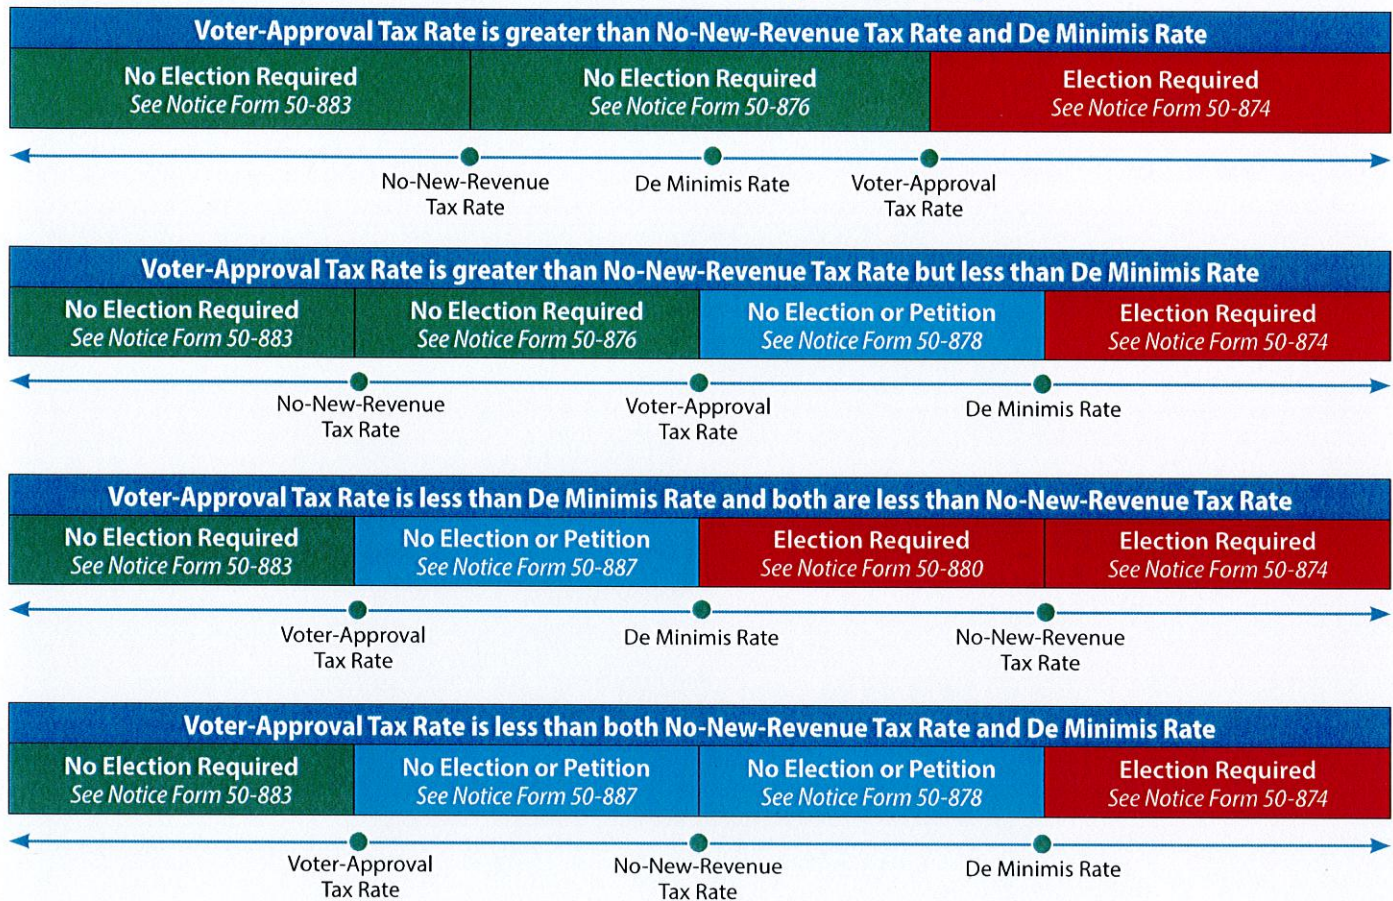 Voter-Approval Tax Rate is greater than No-New-Revenue Tax Rate and De Minimis Rate
No Election Required
See Notice Form 50-883
No Election Required
See Notice Form 50-876
Election Required
See Notice Form 50-874
No-New-Revenue
Tax Rate
De Minimis Rate
Voter-Approval
Tax Rate
Voter-Approval Tax Rate is greater than No-New-Revenue Tax Rate but less than De Minimis Rate
No Election Required
See Notice Form 50-883
No Election Required
See Notice Form 50-876
No Election or Petition
See Notice Form 50-878
Election Required
See Notice Form 50-874
No-New-Revenue
Tax Rate
Voter-Approval
Tax Rate
De Minimis Rate
Voter-Approval Tax Rate is less than De Minimis Rate and both are less than No-New-Revenue Tax Rate
No Election Required
See Notice Form 50-883
No Election or Petition
See Notice Form 50-887
Election Required
See Notice Form 50-880
Election Required
See Notice Form 50-874
Voter-Approval
Tax Rate
De Minimis Rate
No-New-Revenue
Tax Rate
Voter-Approval Tax Rate is less than both No-New-Revenue Tax Rate and De Minimis Rate
No Election Required
See Notice Form 50-883
No Election or Petition
See Notice Form 50-887
No Election or Petition
See Notice Form 50-878
Election Required
See Notice Form 50-874
Voter-Approval
Tax Rate
No-New-Revenue
Tax Rate
De Minimis Rate